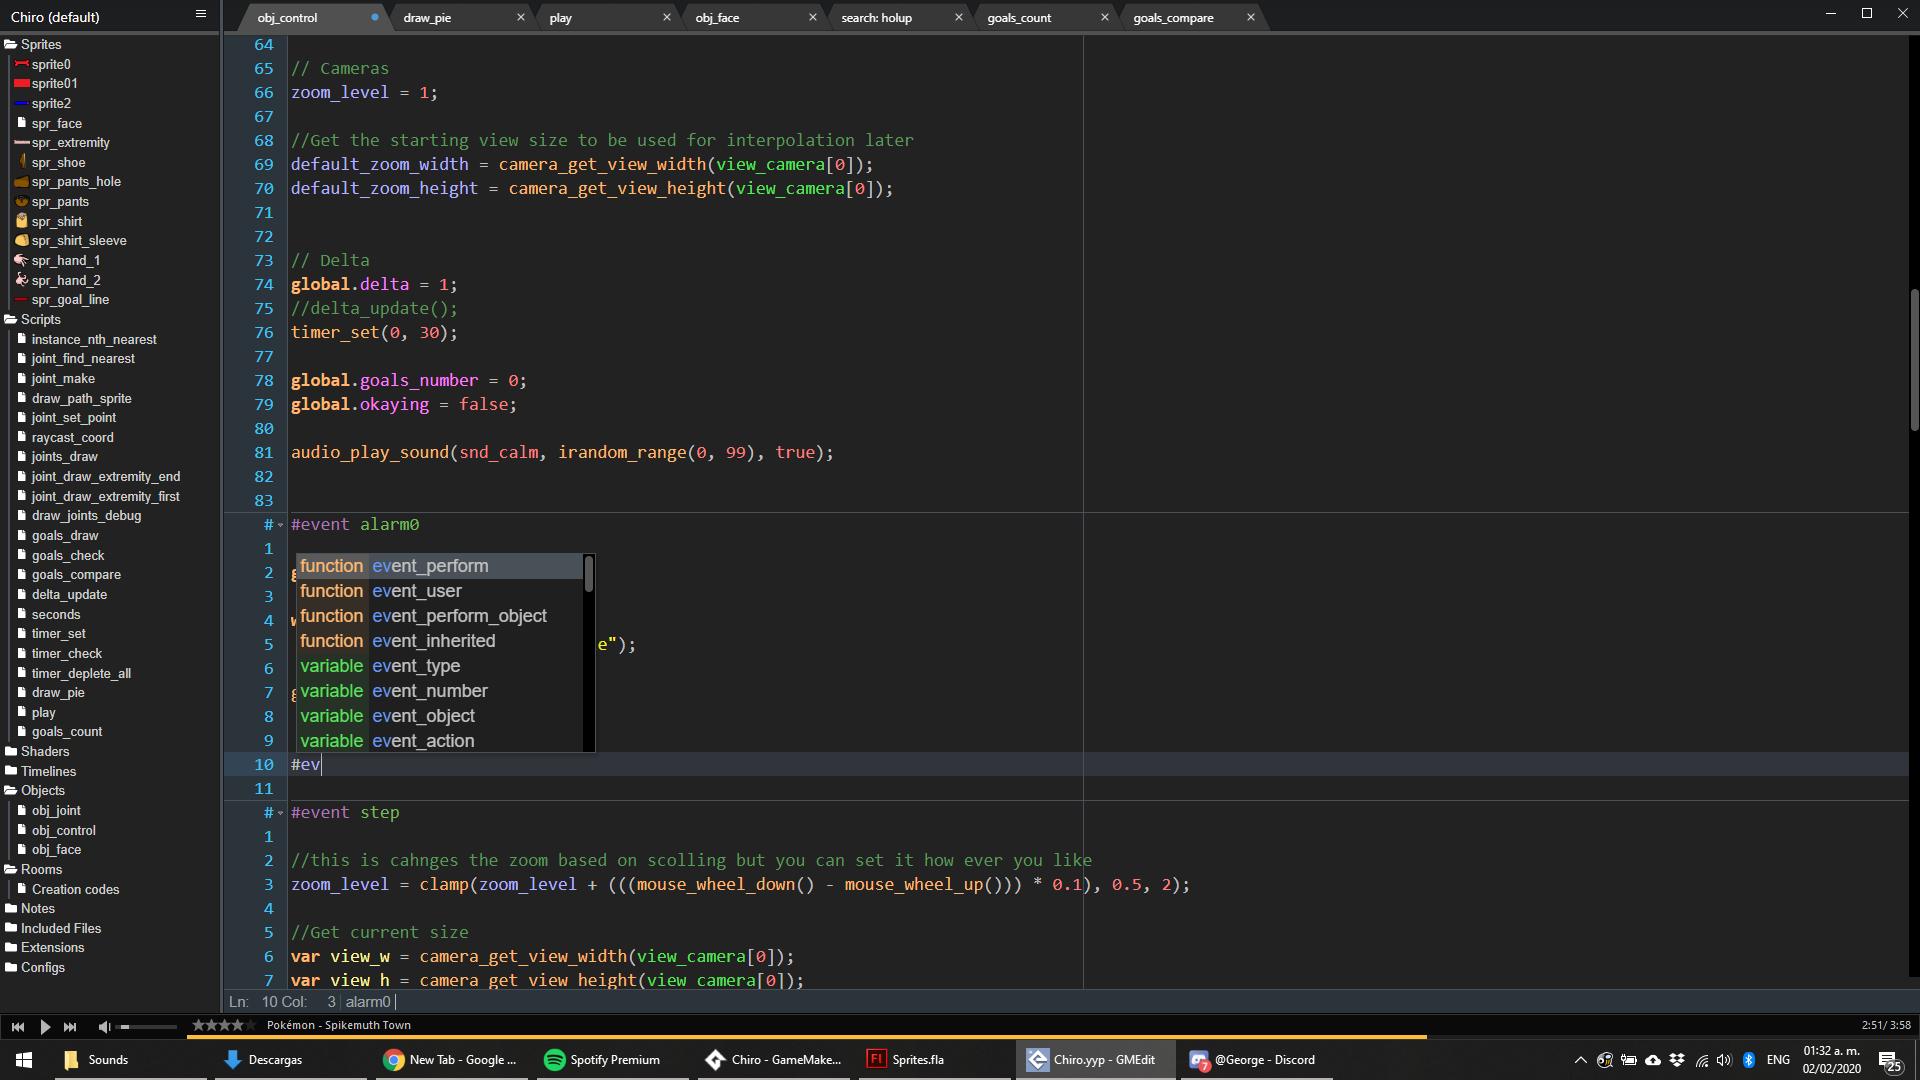 Chiro (default)
obj_control
draw_pie
play
obj_face
search: holup
goals_count
goals_compare
Sprites
sprite0
sprite01
sprite2
spr_face
spr_extremity
spr_shoe
spr_pants_hole
spr_pants
spr_shirt
spr_shirt_sleeve
spr_hand_1
spr_hand_2
spr_goal_line
Scripts
instance_nth_nearest
joint_find_nearest
joint_make
draw_path_sprite
joint_set_point
raycast_coord
joints_draw
joint_draw_extremity_end
joint_draw_extremity_first
draw_joints_debug
goals_draw
goals_check
goals_compare
delta_update
seconds
timer_set
timer_check
timer_deplete_all
draw_pie
play
goals_count
Shaders
Timelines
Objects
obj_joint
obj_control
obj_face
Rooms
Creation codes
Notes
Included Files
Extensions
Configs
64
65 // Cameras
66 zoom_level = 1;
67
68 //Get the starting view size to be used for interpolation later
69 default_zoom_width = camera_get_view_width(view_camera[0]);
70 default_zoom_height = camera_get_view_height(view_camera[0]);
71
72
73 // Delta
74 global.delta = 1;
75 //delta_update();
76 timer_set(0, 30);
77
78 global.goals_number = 0;
79 global.okaying = false;
80
81 audio_play_sound(snd_calm, irandom_range(0, 99), true);
82
83
# #event alarm0
1
2
3
4
5 e");
6
7
8
9
function event_perform
function event_user
function event_perform_object
function event_inherited
variable event_type
variable event_number
variable event_object
variable event_action
10 #ev
11
# #event step
1
2 //this is cahnges the zoom based on scolling but you can set it how ever you like
3 zoom_level = clamp(zoom_level + (((mouse_wheel_down() - mouse_wheel_up())) * 0.1), 0.5, 2);
4
5 //Get current size
6 var view_w = camera_get_view_width(view_camera[0]);
7 var view_h = camera_get_view_height(view_camera[0]);
Ln: 10 Col: 3 alarm0
Pokémon - Spikemuth Town
2:51/ 3:58
Sounds
Descargas
New Tab - Google ...
Spotify Premium
Chiro - GameMake...
Fl
Sprites.fla
Chiro.yyp - GMEdit
7
@George - Discord
ENG
01:32 a. m.
02/02/2020
25